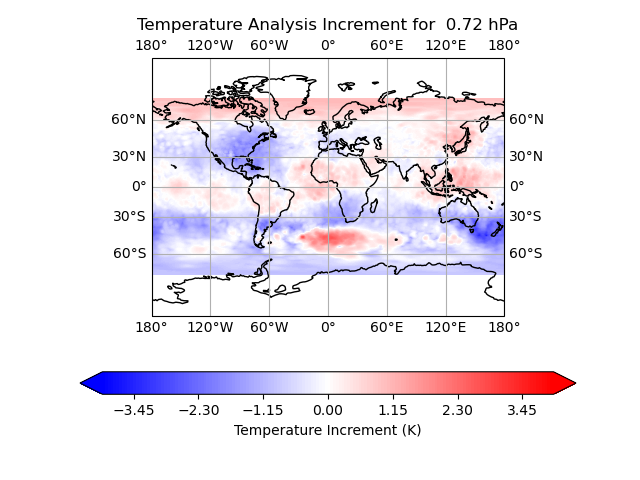 Temperature Analysis Increment for  0.72 hPa
180° 120°W 60°W 0° 60°E 120°E 180°
60°N 60°N
30°N 30°N
0° 0°
30°S 30°S
60°S 60°S
180° 120°W 60°W 0° 60°E 120°E 180°
−3.45 −2.30 −1.15 0.00 1.15 2.30 3.45
Temperature Increment (K)